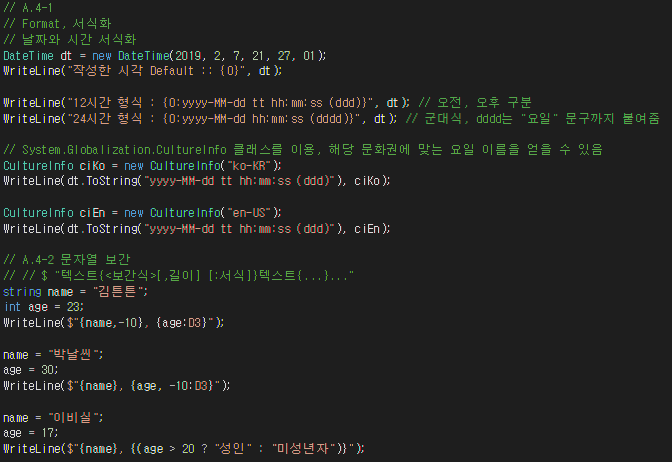 // A.4-1
// Format, 서식화
// 날짜와 시간 서식화
DateTime dt = new DateTime(2019, 2, 7, 21, 27, 01);
WriteLine("작성한 시각 Default :: {0}", dt);
WriteLine("12시간 형식 : {0:yyyy-MM-dd tt hh:mm:ss (ddd)}", dt); // 오전, 오후 구분
WriteLine("24시간 형식 : {0:yyyy-MM-dd hh:mm:ss (dddd)}", dt); // 군대식, dddd는 "요일" 문구까지 붙여줌
// System.Globalization.CultureInfo 클래스를 이용, 해당 문화권에 맞는 요일 이름을 얻을 수 있음
CultureInfo ciKo = new CultureInfo("ko-KR");
WriteLine(dt.ToString("yyyy-MM-dd tt hh:mm:ss (ddd)"), ciKo);
CultureInfo ciEn = new CultureInfo("en-US");
WriteLine(dt.ToString("yyyy-MM-dd tt hh:mm:ss (ddd)"), ciEn);
// A.4-2 문자열 보간
// // $ "텍스트{<보간식>[,길이] [:서식]}텍스트{...}..."
string name = "김튼튼";
int age = 23;
WriteLine($"{name,-10}, {age:D3}");
name = "박날씬";
age = 30;
WriteLine($"{name}, {age, -10:D3}");
name = "이비실";
age = 17;
WriteLine($"{name}, {(age > 20 ? "성인" : "미성년자")}");